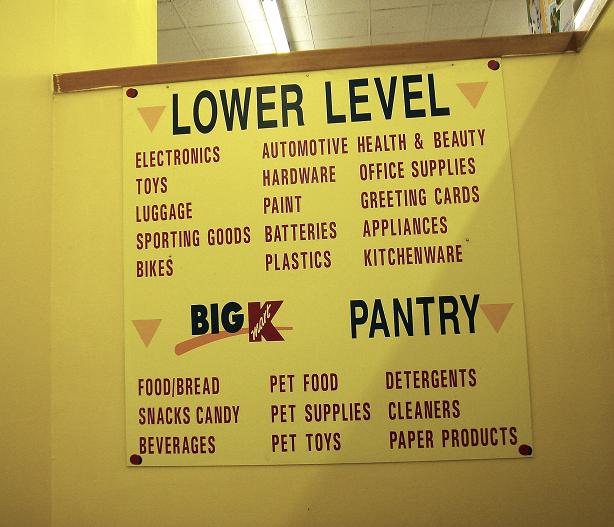 LOWER LEVEL
ELECTRONICS AUTOMOTIVE HEALTH & BEAUTY
TOYS HARDWARE OFFICE SUPPLIES
LUGGAGE PAINT GREETING CARDS
SPORTING GOODS BATTERIES APPLIANCES
BIKES PLASTICS KITCHENWARE
BIG K mart PANTRY
FOOD/BREAD PET FOOD DETERGENTS
SNACKS CANDY PET SUPPLIES CLEANERS
BEVERAGES PET TOYS PAPER PRODUCTS